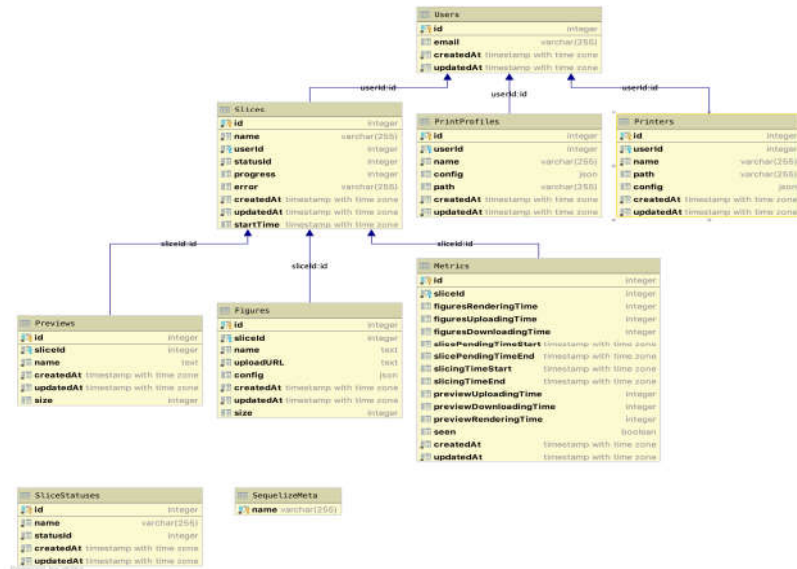 Users
id integer
email varchar(255)
createdAt timestamp with time zone
updatedAt timestamp with time zone
userId:id
userId:id
userId:id
Slices
id integer
name varchar(255)
userId integer
statusId integer
progress integer
error varchar(255)
createdAt timestamp with time zone
updatedAt timestamp with time zone
startTime timestamp with time zone
PrintProfiles
id integer
userId integer
name varchar(255)
config json
path varchar(255)
createdAt timestamp with time zone
updatedAt timestamp with time zone
Printers
id integer
userId integer
name varchar(255)
path varchar(255)
config json
createdAt timestamp with time zone
updatedAt timestamp with time zone
sliceId:id
sliceId:id
sliceId:id
Previews
id integer
sliceId integer
name text
createdAt timestamp with time zone
updatedAt timestamp with time zone
size integer
Figures
id integer
sliceId integer
name text
uploadURL text
config json
createdAt timestamp with time zone
updatedAt timestamp with time zone
size integer
Metrics
id integer
sliceId integer
figuresRenderingTime integer
figuresUploadingTime integer
figuresDownloadingTime integer
slicePendingTimeStart timestamp with time zone
slicePendingTimeEnd timestamp with time zone
slicingTimeStart timestamp with time zone
slicingTimeEnd timestamp with time zone
previewUploadingTime integer
previewDownloadingTime integer
previewRenderingTime integer
seen boolean
createdAt timestamp with time zone
updatedAt timestamp with time zone
SliceStatuses
id integer
name varchar(255)
statusId integer
createdAt timestamp with time zone
updatedAt timestamp with time zone
SequelizeMeta
name varchar(255)